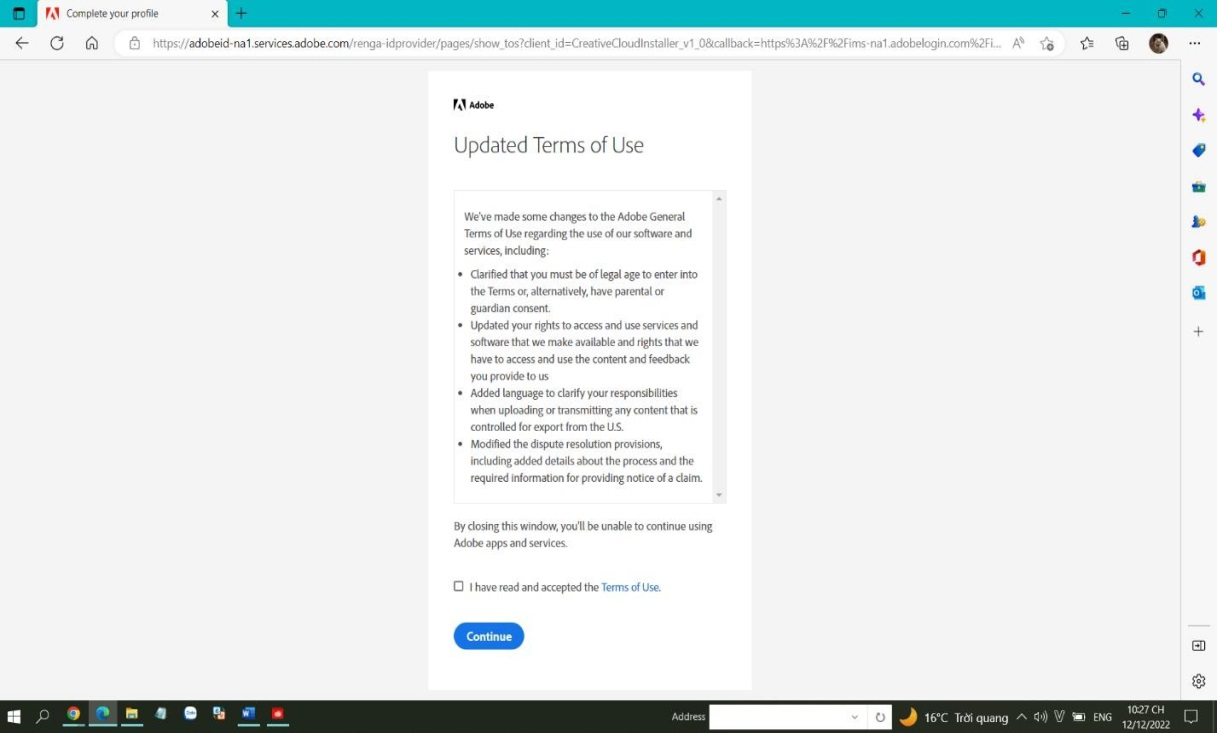 Complete your profile
https://adobeid-na1.services.adobe.com/renga-idprovider/pages/show_tos?client_id=CreativeCloudInstaller_v1_0&callback=https%3A%2F%2Fims-na1.adobelogin.com%2Fi...
Adobe
Updated Terms of Use
We've made some changes to the Adobe General
Terms of Use regarding the use of our software and
services, including:
• Clarified that you must be of legal age to enter into
the Terms or, alternatively, have parental or
guardian consent.
• Updated your rights to access and use services and
software that we make available and rights that we
have to access and use the content and feedback
you provide to us
• Added language to clarify your responsibilities
when uploading or transmitting any content that is
controlled for export from the U.S.
• Modified the dispute resolution provisions,
including added details about the process and the
required information for providing notice of a claim.
By closing this window, you'll be unable to continue using
Adobe apps and services.
I have read and accepted the Terms of Use.
Continue
Address
16°C Trời quang
ENG
10:27 CH
12/12/2022